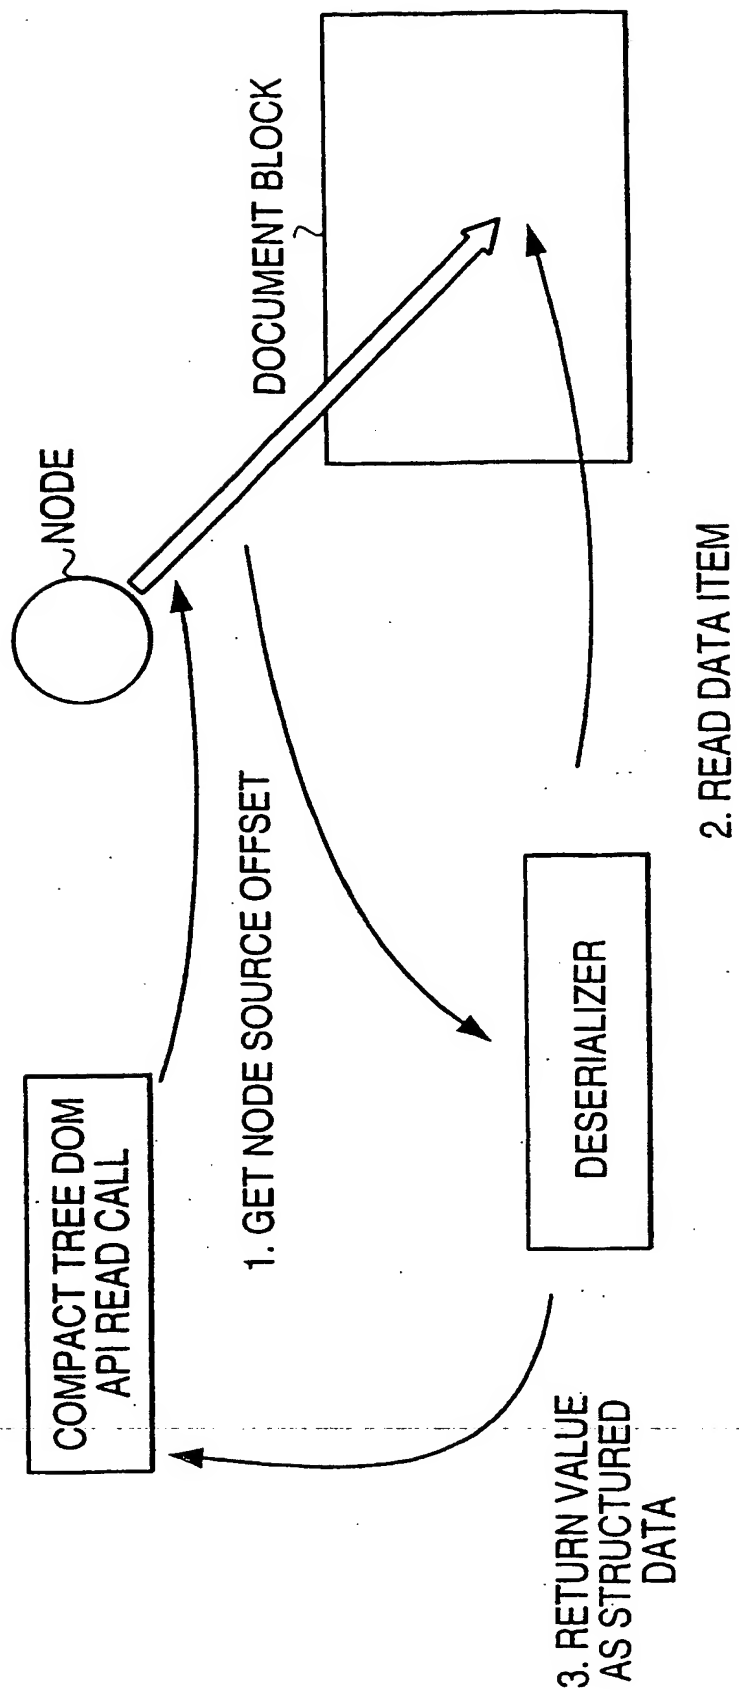 COMPACT TREE DOM
API READ CALL
NODE
DOCUMENT BLOCK
1. GET NODE SOURCE OFFSET
DESERIALIZER
2. READ DATA ITEM
3. RETURN VALUE
AS STRUCTURED
DATA